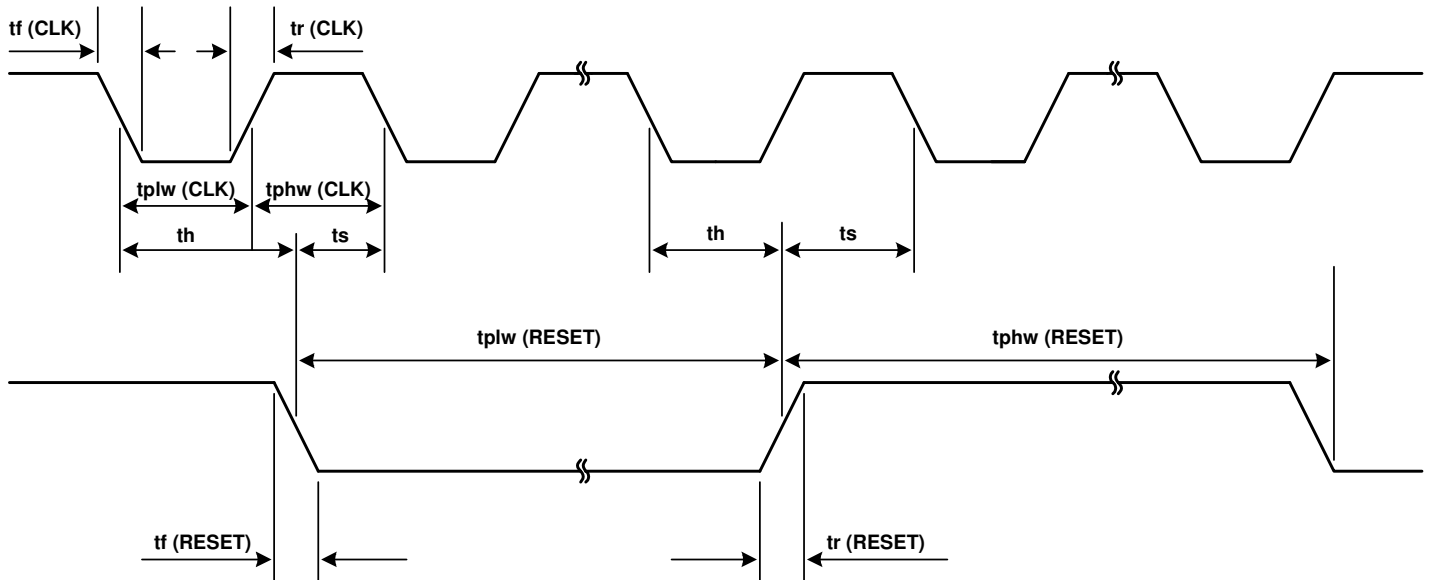 tf (CLK) tr (CLK)
tplw (CLK) tphw (CLK)
th ts th ts
tplw (RESET) tphw (RESET)
tf (RESET) tr (RESET)